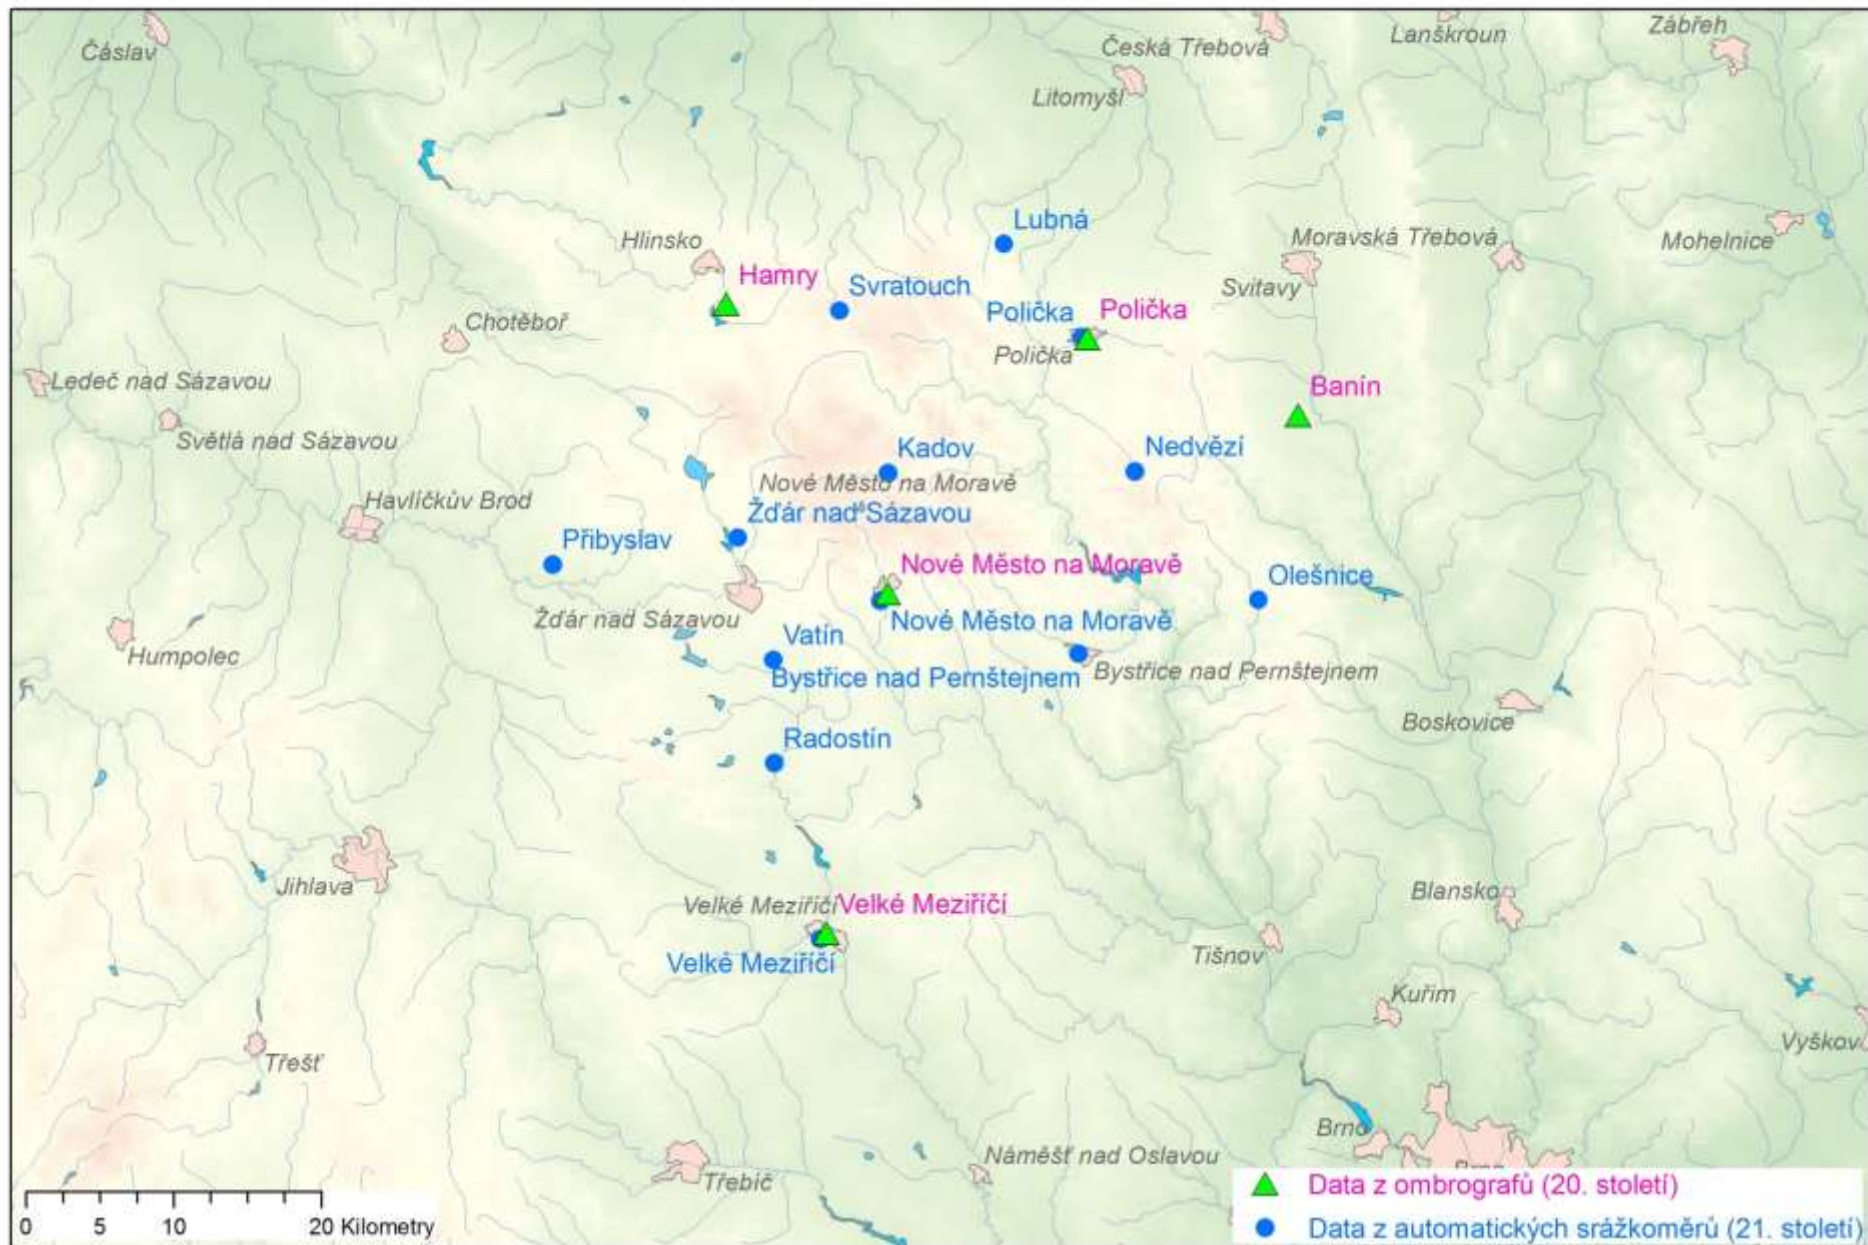 Čáslav
Česká Třebová
Lanškroun
Zábřeh
Litomyšl
Lubná
Hlinsko
Moravská Třebová
Mohelnice
Hamry
Svratouch
Svitavy
Polička
Polička
Chotěboř
Polička
Ledeč nad Sázavou
Banín
Světlá nad Sázavou
Kadov
Nedvězí
Nové Město na Moravě
Havlíčkův Brod
Žďár nad Sázavou
Přibyslav
Nové Město na Moravě
Olešnice
Žďár nad Sázavou
Nové Město na Moravě
Vatín
Humpolec
Bystřice nad Pernštejnem
Bystřice nad Pernštejnem
Boskovice
Radostín
Jihlava
Velké Meziříčí
Velké Meziříčí
Blansko
Velké Meziříčí
Tišnov
Kuřim
Třešť
Vyškov
Brno
Náměšť nad Oslavou
Třebíč
Brno
Data z ombrografů (20. století)
0 5 10 20 Kilometry
Data z automatických srážkoměrů (21. století)